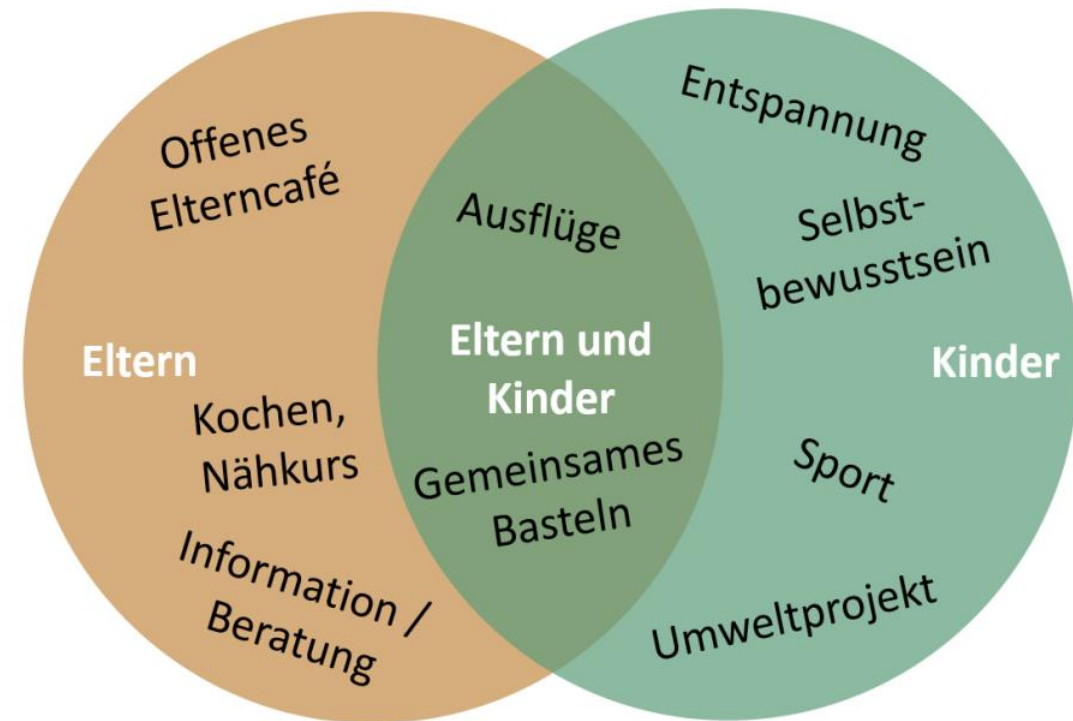 Offenes
Elterncafé
Eltern
Kochen,
Nähkurs
Information /
Beratung
Ausflüge
Eltern und
Kinder
Gemeinsames
Basteln
Entspannung
Selbst-
bewusstsein
Kinder
Sport
Umweltprojekt